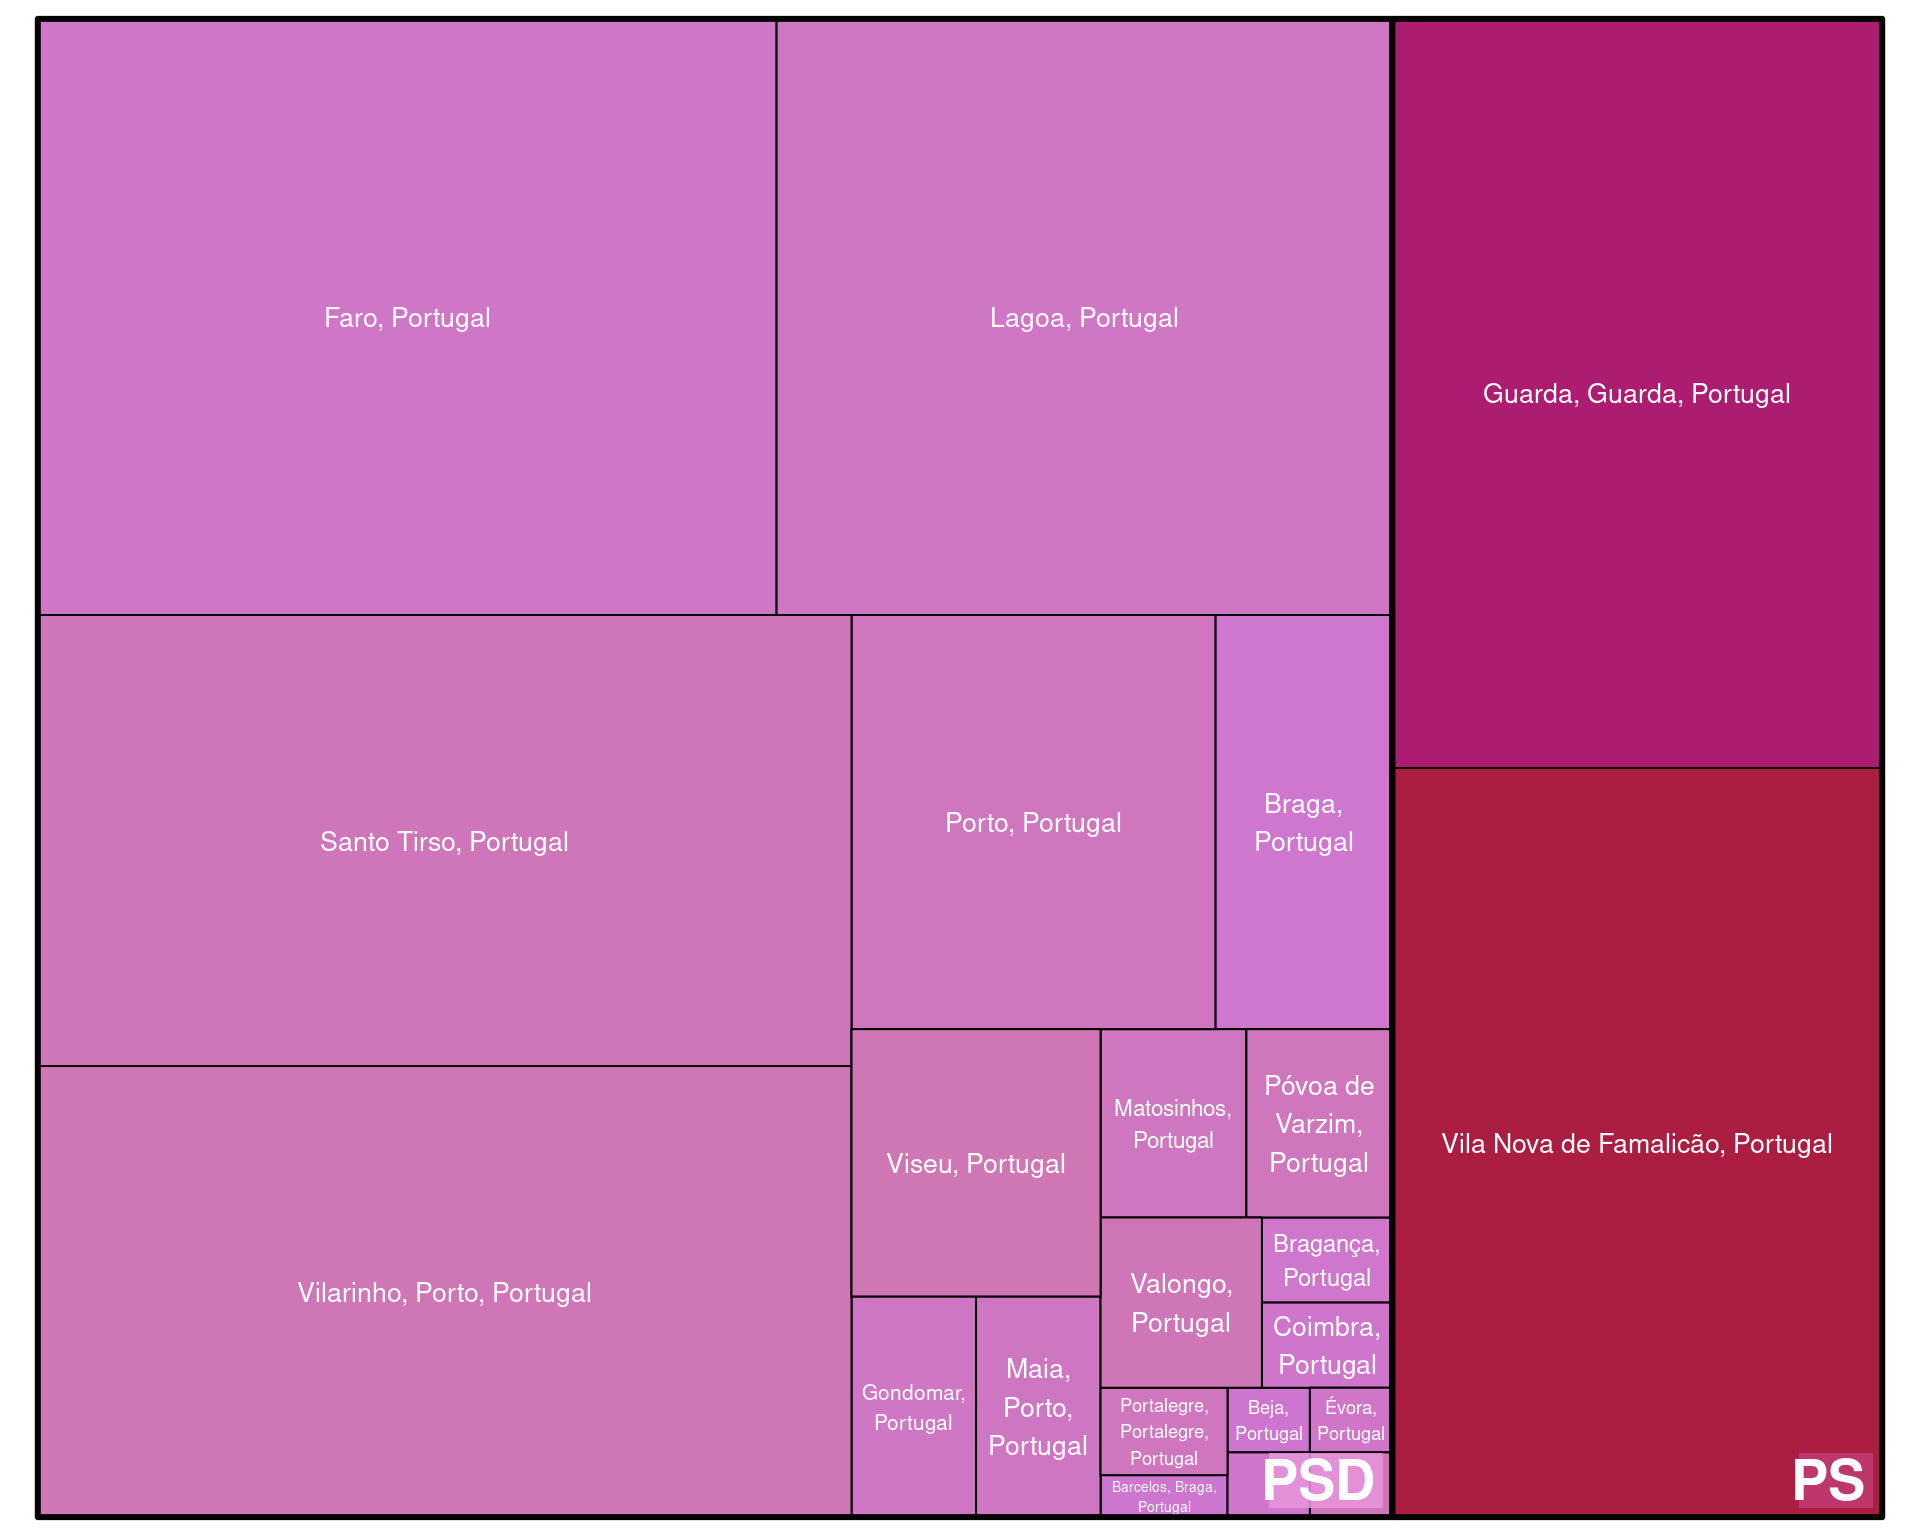 Faro, Portugal
Lagoa, Portugal
Guarda, Guarda, Portugal
Santo Tirso, Portugal
Porto, Portugal
Braga,
Portugal
Vilarinho, Porto, Portugal
Viseu, Portugal
Matosinhos,
Portugal
Póvoa de
Varzim,
Portugal
Vila Nova de Famalicão, Portugal
Valongo,
Portugal
Bragança,
Portugal
Coimbra,
Portugal
Gondomar,
Portugal
Maia,
Porto,
Portugal
Portalegre,
Portalegre,
Portugal
Beja,
Portugal
Évora,
Portugal
Barcelos, Braga,
Portugal
PSD
PS